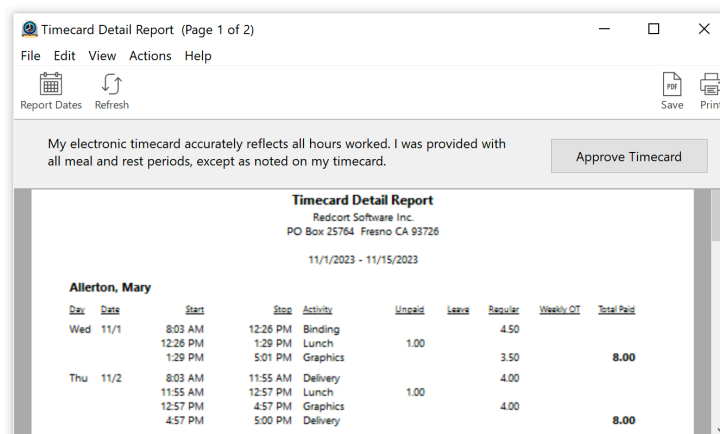 Timecard Detail Report (Page 1 of 2)
File Edit View Actions Help
Report Dates Refresh PDF Save Print
My electronic timecard accurately reflects all hours worked. I was provided with
all meal and rest periods, except as noted on my timecard.
Approve Timecard
Timecard Detail Report
Redcort Software Inc.
PO Box 25764 Fresno CA 93726
11/1/2023 - 11/15/2023
Allerton, Mary
Day Date Start Stop Activity Unpaid Leave Regular Weekly OT Total Paid
Wed 11/1 8:03 AM 12:26 PM Binding 4.50
12:26 PM 1:29 PM Lunch 1.00
1:29 PM 5:01 PM Graphics 3.50 8.00
Thu 11/2 8:03 AM 11:55 AM Delivery 4.00
11:55 AM 12:57 PM Lunch 1.00
12:57 PM 4:57 PM Graphics 4.00
4:57 PM 5:00 PM Delivery 8.00